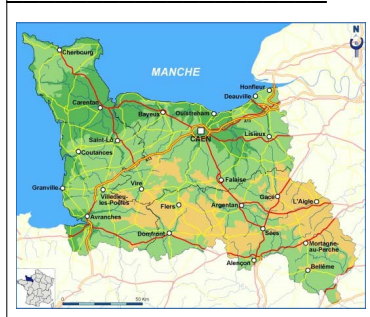 N
Cherbourg
MANCHE
Honfleur
Deauville
Carentan
Bayeux
Ouistreham
CAEN
Lisieux
Saint-Lô
Coutances
Falaise
Granville
Vire
Villedieu-
les-Poêles
Gacé
L'Aigle
Flers
Argentan
Avranches
Sées
Mortagne-
au-Perche
Domfront
Alençon
Bellême
0
50 Km